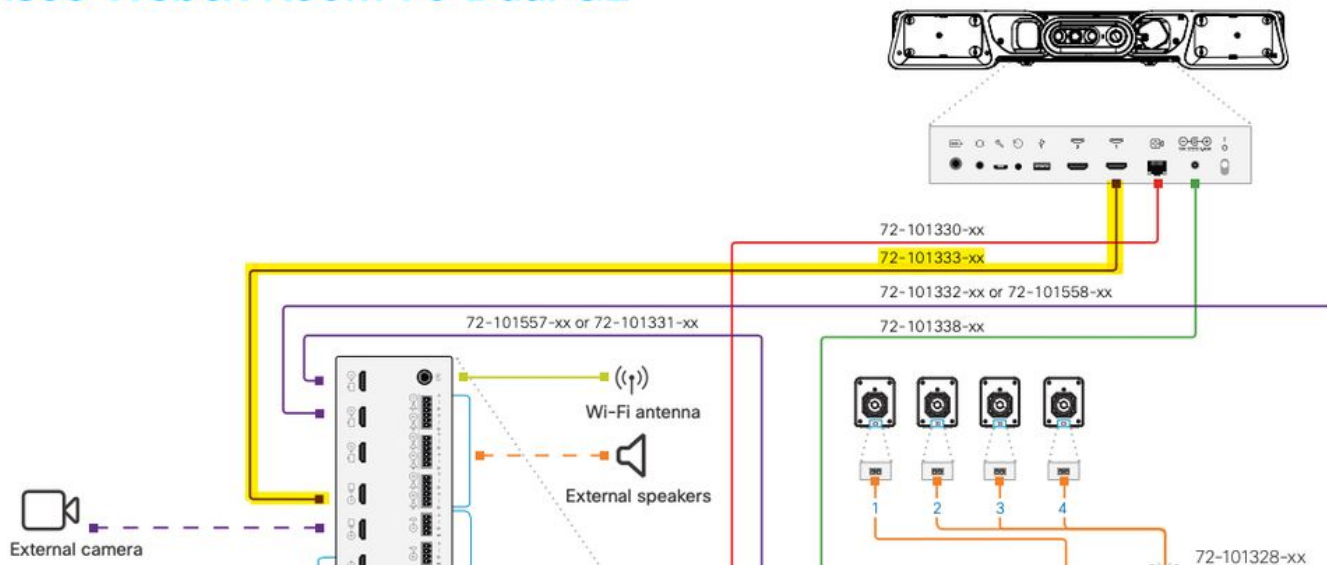 72-101330-xx
72-101333-xx
72-101332-xx or 72-101558-xx
72-101557-xx or 72-101331-xx
72-101338-xx
Wi-Fi antenna
External speakers
1 2 3 4
External camera
72-101328-xx